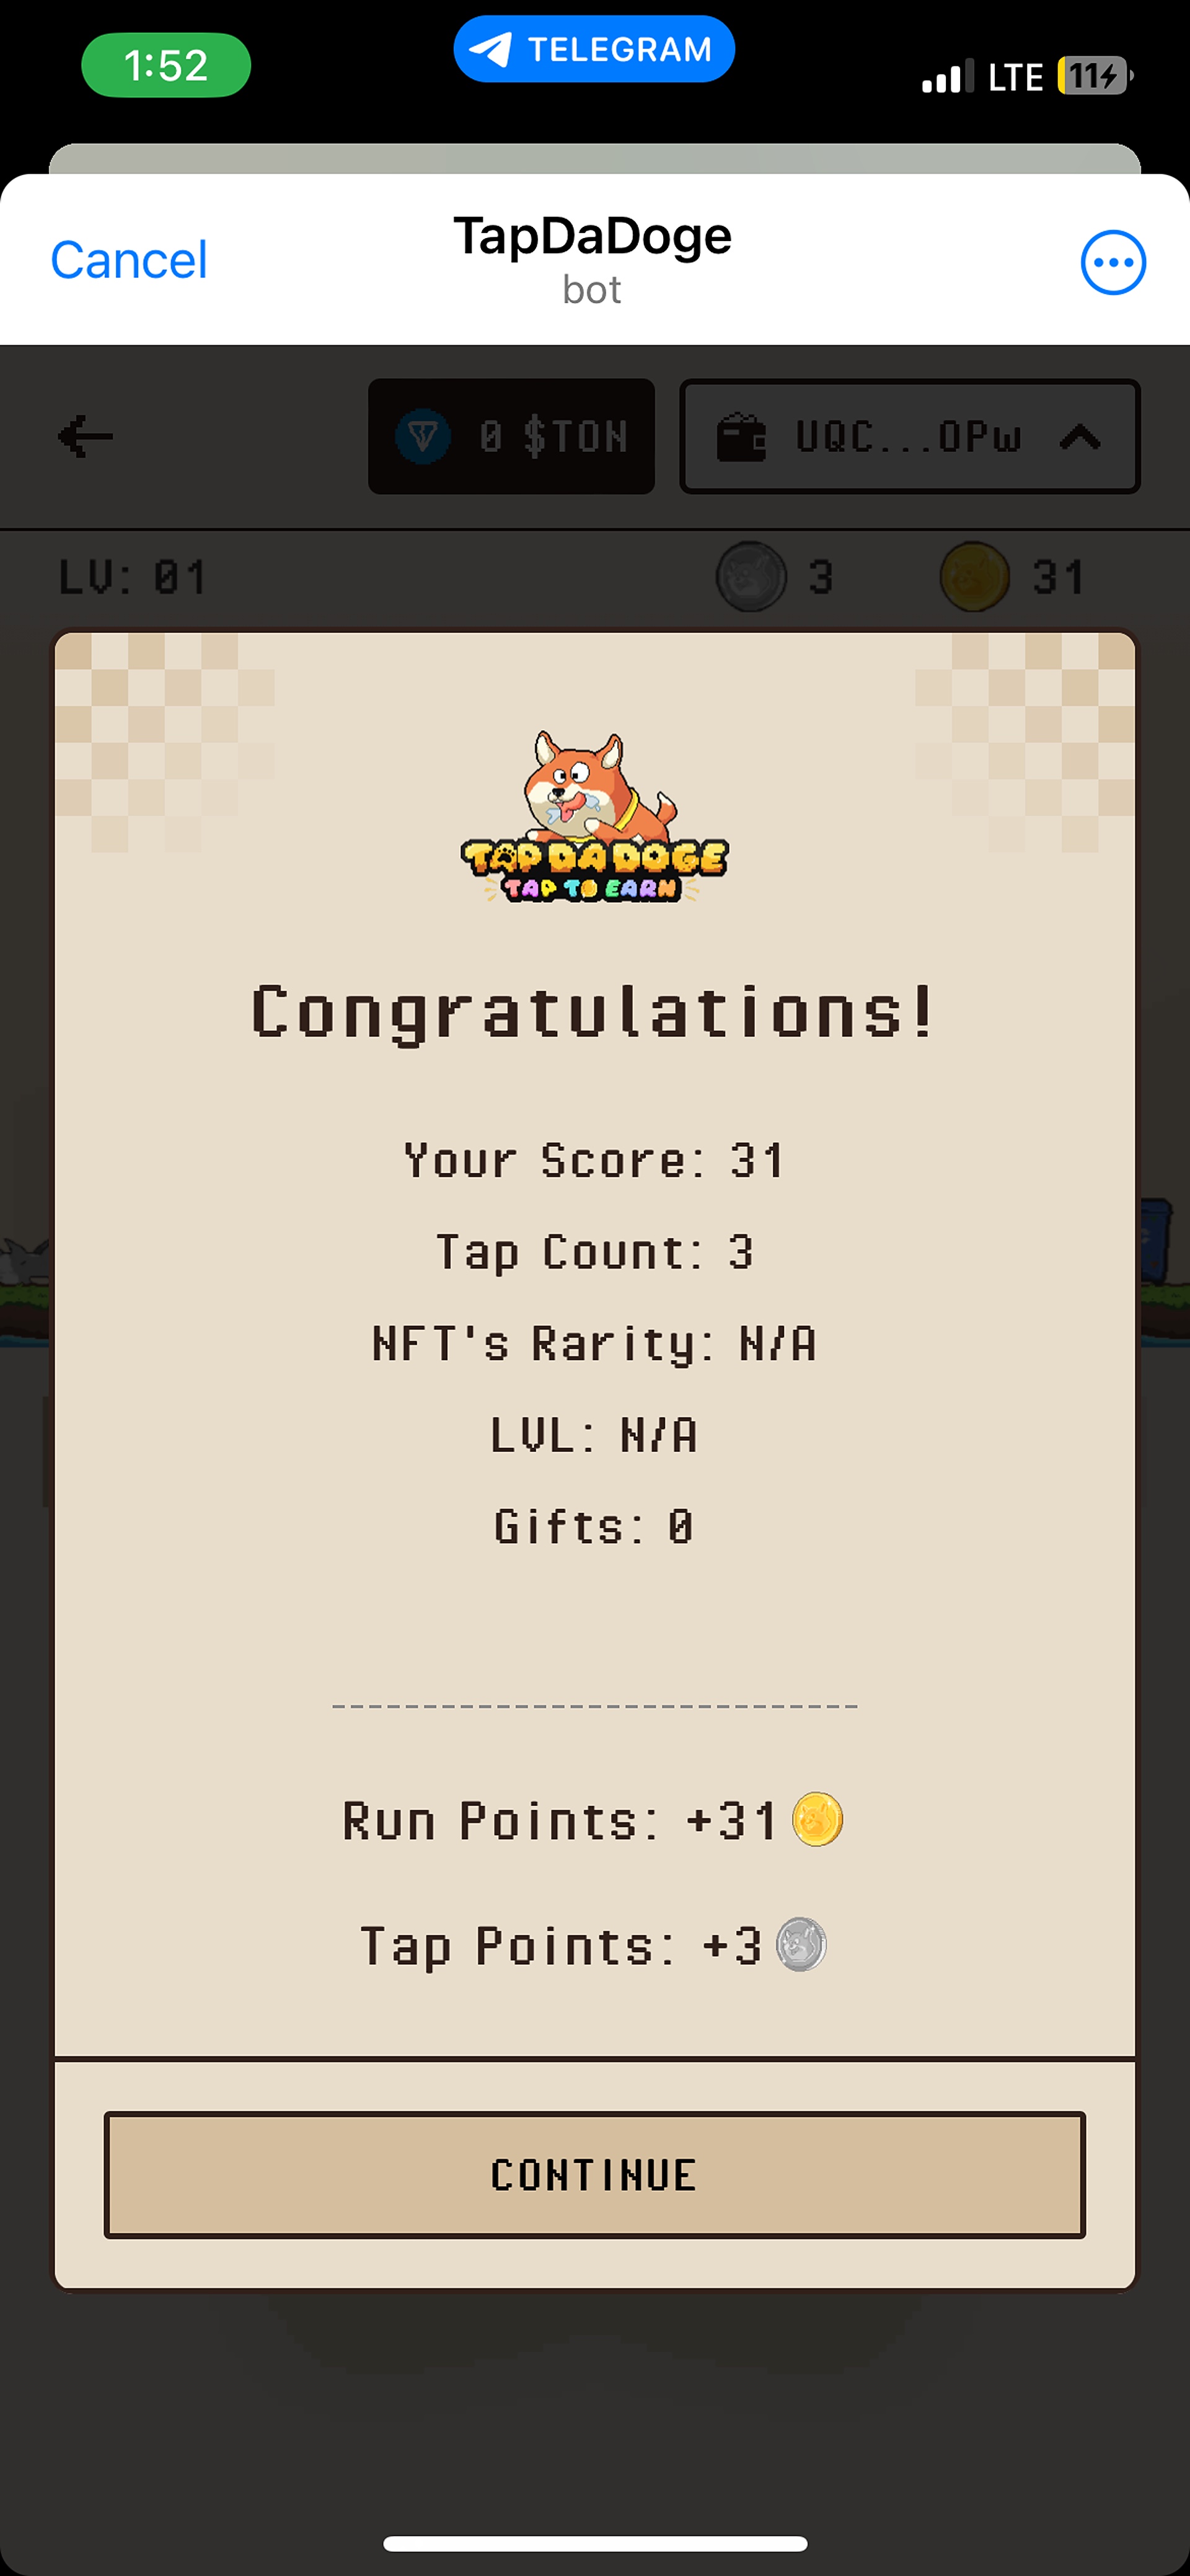 1:52
TELEGRAM
LTE
11
Cancel
TapDaDoge
bot
0 $TON
UQC...OPw
LV: 01
3
31
TAP DA DOGE
TAP TO EARN
Congratulations!
Your Score: 31
Tap Count: 3
NFT's Rarity: N/A
LVL: N/A
Gifts: 0
Run Points: +31
Tap Points: +3
CONTINUE